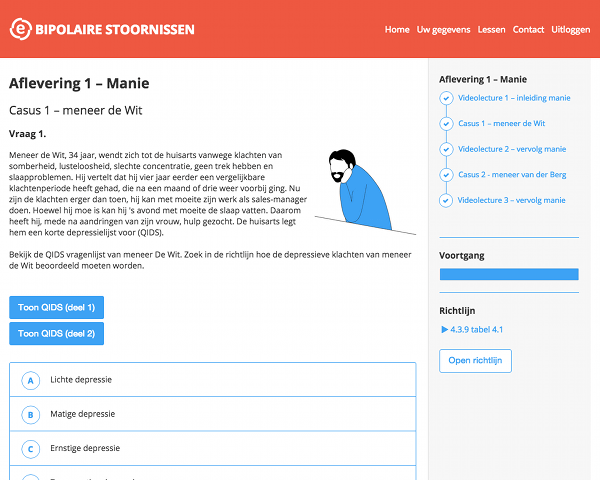 e BIPOLAIRE STOORNISSEN
Home Uw gegevens Lessen Contact Uitloggen
Aflevering 1 – Manie
Casus 1 – meneer de Wit
Vraag 1.
Meneer de Wit, 34 jaar, wendt zich tot de huisarts vanwege klachten van
somberheid, lusteloosheid, slechte concentratie, geen trek hebben en
slaapproblemen. Hij vertelt dat hij vier jaar eerder een vergelijkbare
klachtenperiode heeft gehad, die na een maand of drie weer voorbij ging. Nu
zijn de klachten erger dan toen, hij kan met moeite zijn werk als sales-manager
doen. Hoewel hij moe is kan hij 's avond met moeite de slaap vatten. Daarom
heeft hij, mede na aandringen van zijn vrouw, hulp gezocht. De huisarts legt
hem een korte depressielijst voor (QIDS).
Bekijk de QIDS vragenlijst van meneer De Wit. Zoek in de richtlijn hoe de depressieve klachten van meneer
de Wit beoordeeld moeten worden.
Toon QIDS (deel 1)
Toon QIDS (deel 2)
A Lichte depressie
B Matige depressie
C Ernstige depressie
Aflevering 1 – Manie
Videolecture 1 – inleiding manie
Casus 1 – meneer de Wit
Videolecture 2 – vervolg manie
Casus 2 - meneer van der Berg
Videolecture 3 – vervolg manie
Voortgang
Richtlijn
4.3.9 tabel 4.1
Open richtlijn